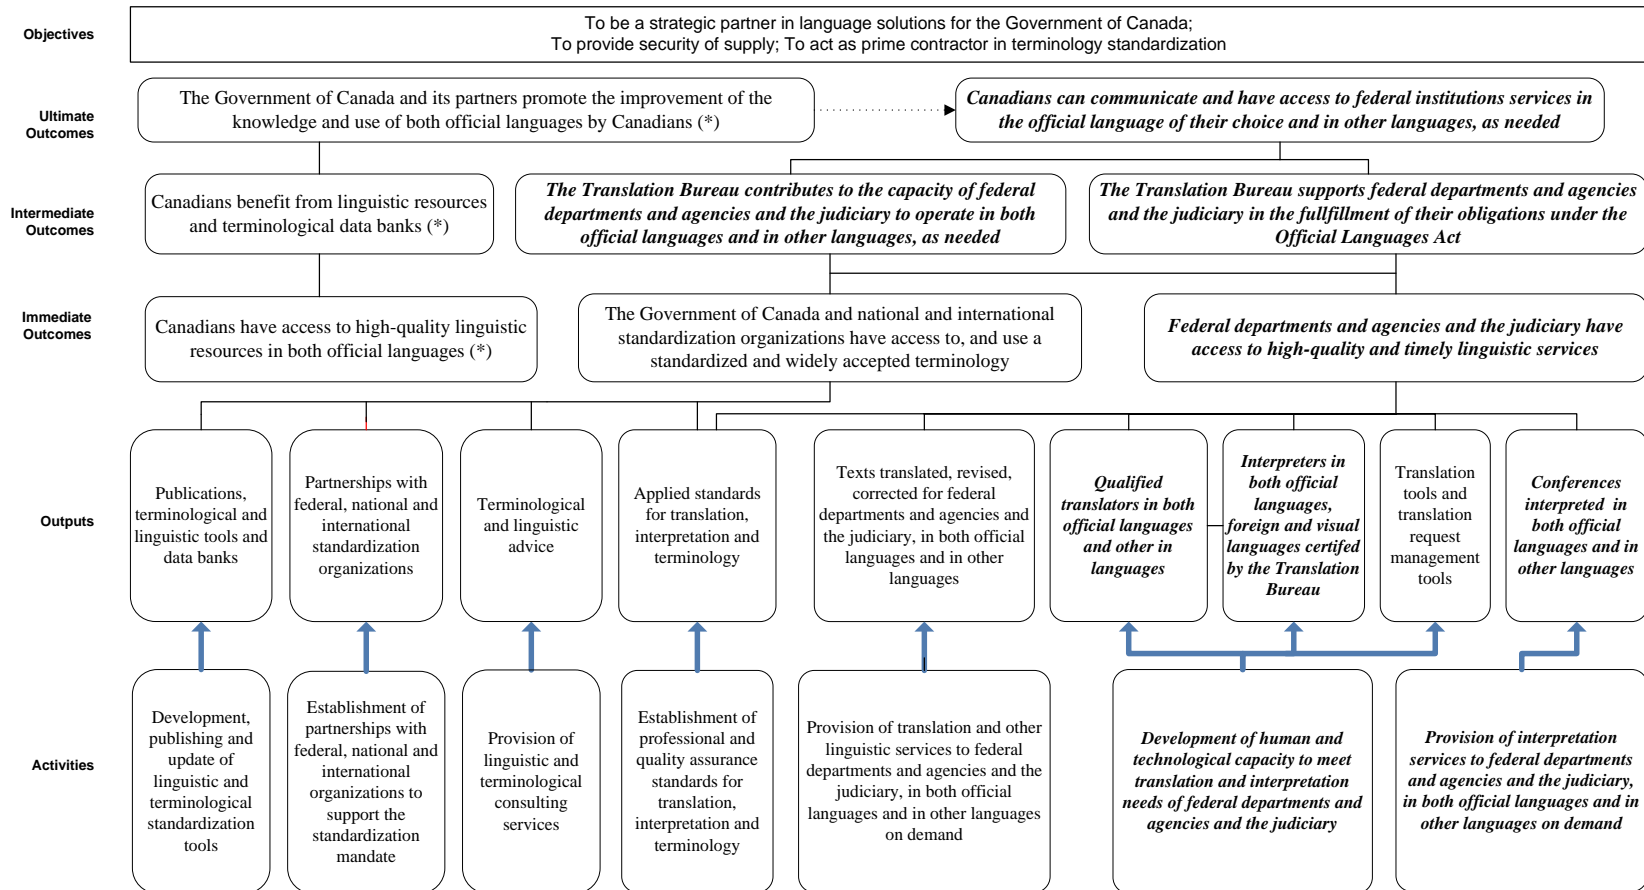 Objectives
To be a strategic partner in language solutions for the Government of Canada;
To provide security of supply; To act as prime contractor in terminology standardization
Ultimate
Outcomes
The Government of Canada and its partners promote the improvement of the
knowledge and use of both official languages by Canadians (*)
Canadians can communicate and have access to federal institutions services in
the official language of their choice and in other languages, as needed
Intermediate
Outcomes
Canadians benefit from linguistic resources
and terminological data banks (*)
The Translation Bureau contributes to the capacity of federal
departments and agencies and the judiciary to operate in both
official languages and in other languages, as needed
The Translation Bureau supports federal departments and agencies
and the judiciary in the fullfillment of their obligations under the
Official Languages Act
Immediate
Outcomes
Canadians have access to high-quality linguistic
resources in both official languages (*)
The Government of Canada and national and international
standardization organizations have access to, and use a
standardized and widely accepted terminology
Federal departments and agencies and the judiciary have
access to high-quality and timely linguistic services
Outputs
Publications,
terminological and
linguistic tools and
data banks
Partnerships with
federal, national and
international
standardization
organizations
Terminological
and linguistic
advice
Applied standards
for translation,
interpretation and
terminology
Texts translated, revised,
corrected for federal
departments and agencies and
the judiciary, in both official
languages and in other
languages
Qualified
translators in both
official languages
and other in
languages
Interpreters in
both official
languages,
foreign and visual
languages certifed
by the Translation
Bureau
Translation
tools and
translation
request
management
tools
Conferences
interpreted in
both official
languages and in
other languages
Activities
Development,
publishing and
update of
linguistic and
terminological
standardization
tools
Establishment of
partnerships with
federal, national and
international
organizations to
support the
standardization
mandate
Provision of
linguistic and
terminological
consulting
services
Establishment of
professional and
quality assurance
standards for
translation,
interpretation and
terminology
Provision of translation and other
linguistic services to federal
departments and agencies and the
judiciary, in both official
languages and in other languages
on demand
Development of human and
technological capacity to meet
translation and interpretation
needs of federal departments and
agencies and the judiciary
Provision of interpretation
services to federal departments
and agencies and the judiciary,
in both official languages and in
other languages on demand